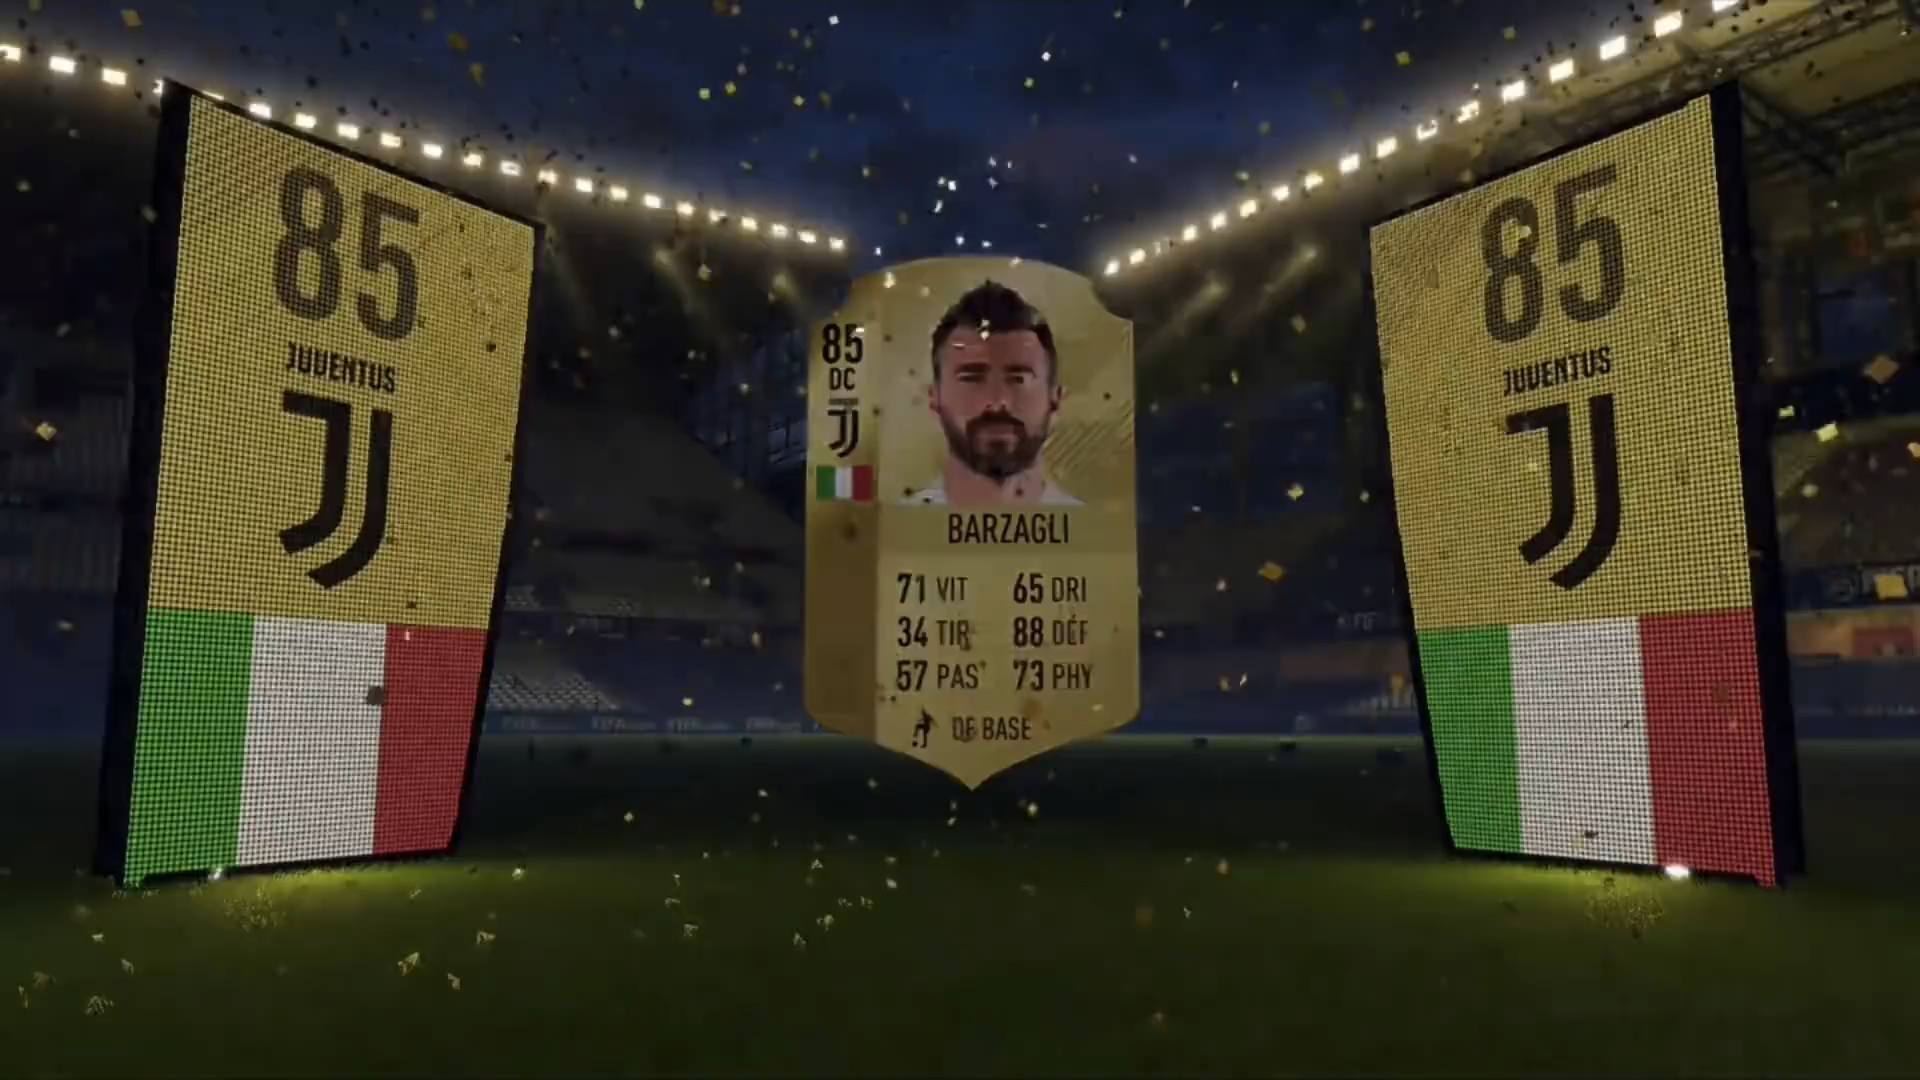 85
JUVENTUS
85
DC
BARZAGLI
71 VIT 65 DRI
34 TIR 88 DÉF
57 PAS 73 PHY
DE BASE
85
JUVENTUS